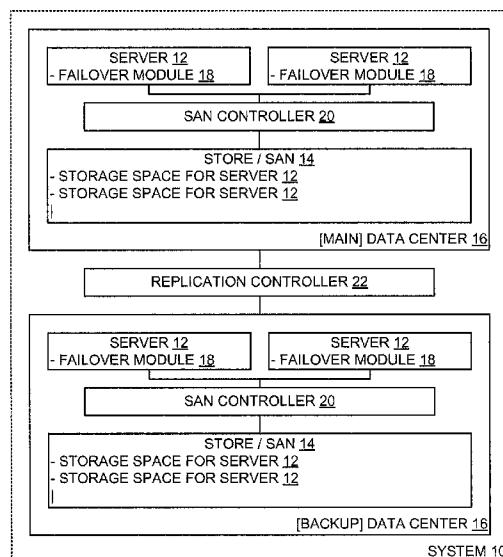 SERVER 12
- FAILOVER MODULE 18
SERVER 12
- FAILOVER MODULE 18
SAN CONTROLLER 20
STORE / SAN 14
- STORAGE SPACE FOR SERVER 12
- STORAGE SPACE FOR SERVER 12
[MAIN] DATA CENTER 16
REPLICATION CONTROLLER 22
SERVER 12
- FAILOVER MODULE 18
SERVER 12
- FAILOVER MODULE 18
SAN CONTROLLER 20
STORE / SAN 14
- STORAGE SPACE FOR SERVER 12
- STORAGE SPACE FOR SERVER 12
[BACKUP] DATA CENTER 16
SYSTEM 10